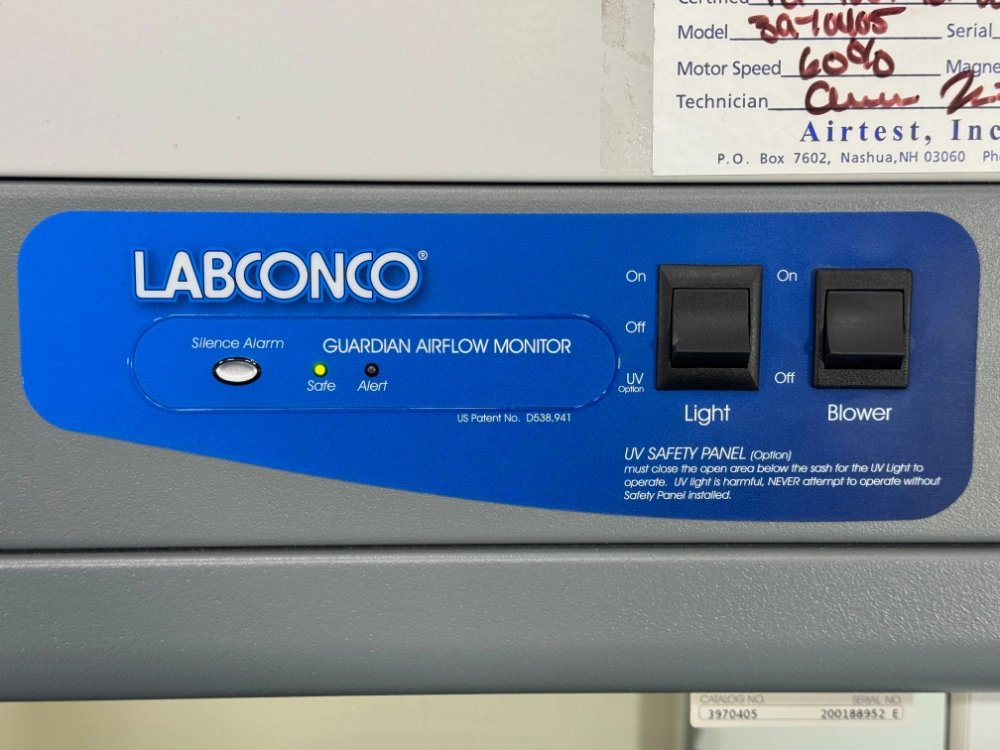 Certified
Model 3970405 Serial
Motor Speed 60% Magne
Technician
Airtest, Inc
P.O. Box 7602, Nashua, NH 03060 Ph
LABCONCO®
Silence Alarm
GUARDIAN AIRFLOW MONITOR
Safe
Alert
US Patent No. D538,941
On
Off
UV
Option
Light
On
Off
Blower
UV SAFETY PANEL (Option)
must close the open area below the sash for the UV Light to
operate. UV light is harmful, NEVER attempt to operate without
Safety Panel installed.
CATALOG NO. SERIAL NO.
3970405 200188952 E